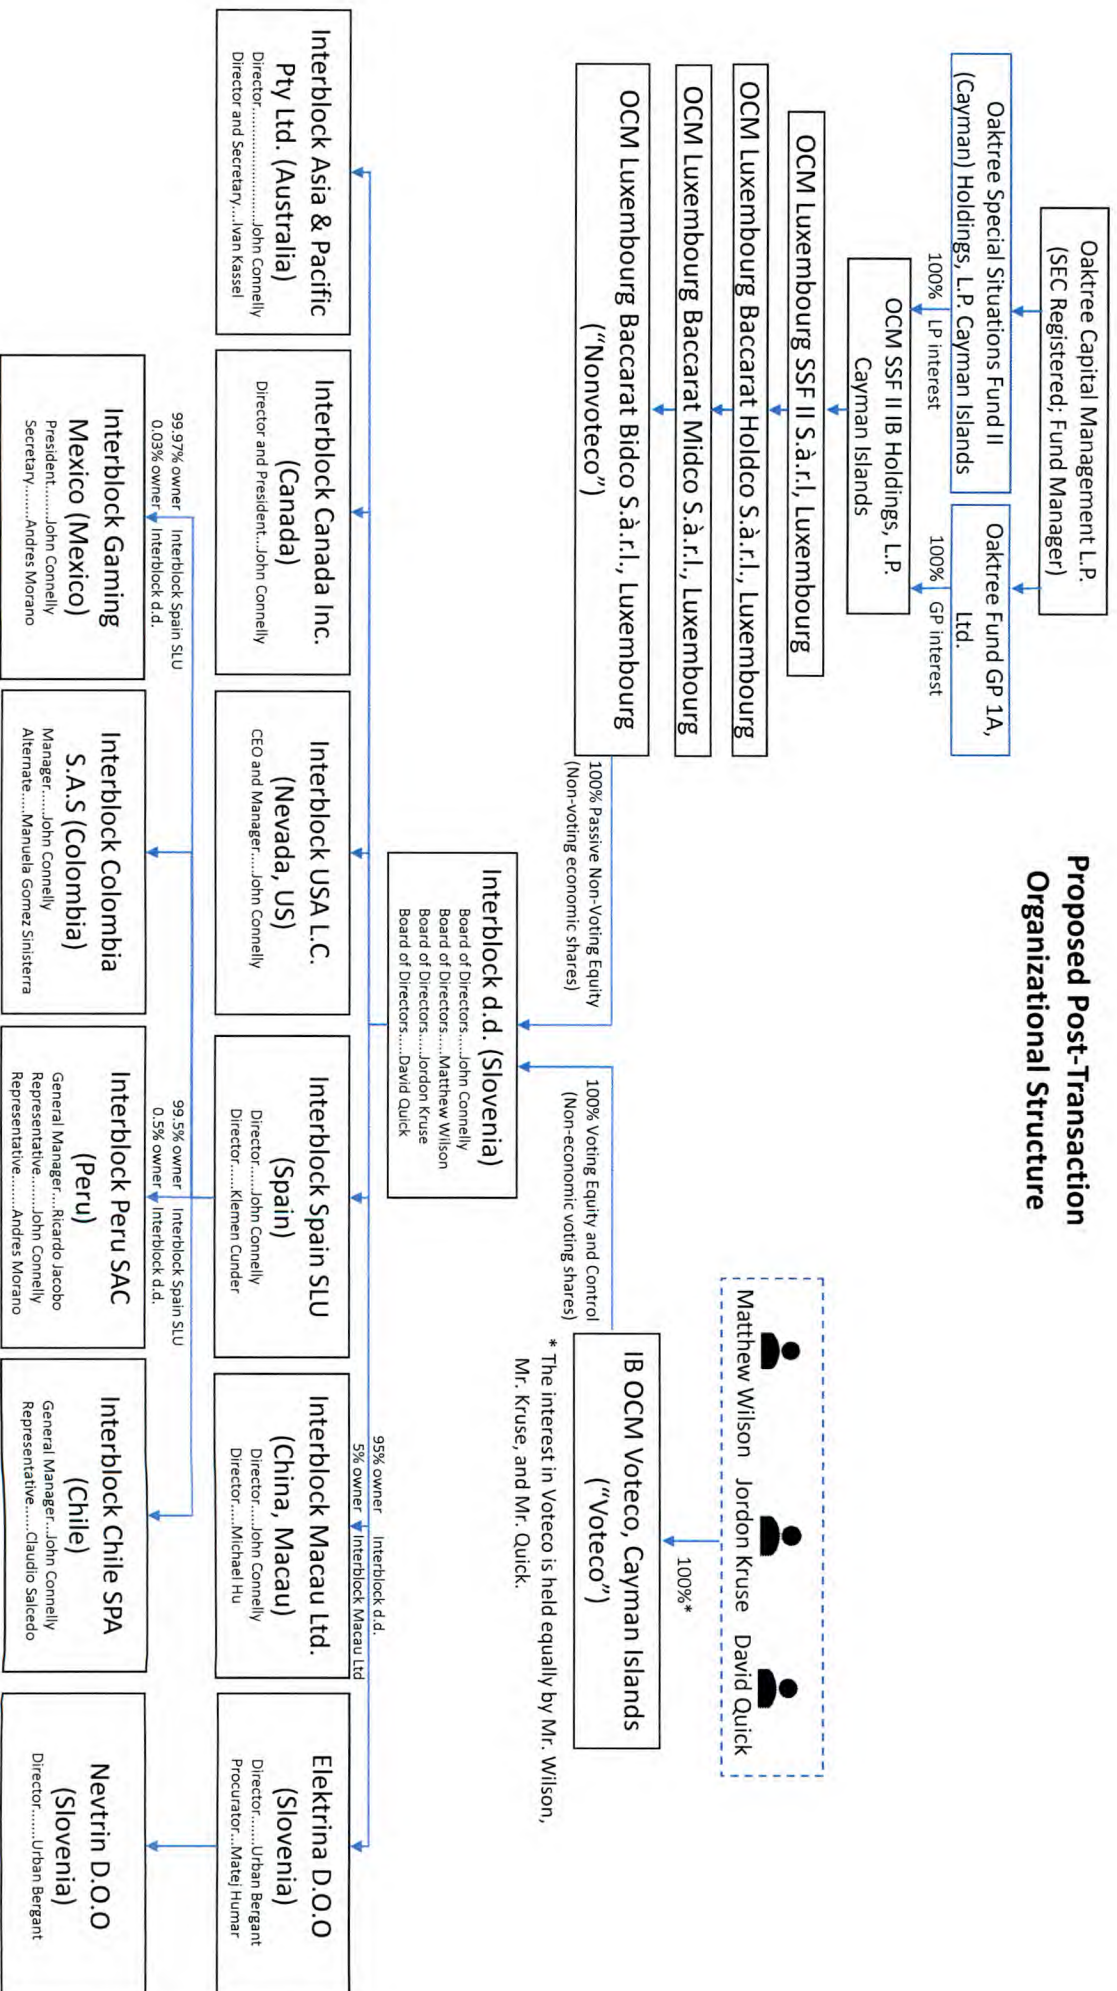 Proposed Post-Transaction
Organizational Structure
Oaktree Capital Management L.P.
(SEC Registered; Fund Manager)
Oaktree Special Situations Fund II
(Cayman) Holdings, L.P. Cayman Islands
Oaktree Fund GP 1A,
Ltd.
100% LP interest
100% GP interest
OCM SSF II IB Holdings, L.P.
Cayman Islands
OCM Luxembourg SSF II S.à.r.l, Luxembourg
OCM Luxembourg Baccarat Holdco S.à.r.l., Luxembourg
OCM Luxembourg Baccarat Midco S.à.r.l., Luxembourg
OCM Luxembourg Baccarat Bidco S.à.r.l., Luxembourg
("Nonvoteco")
Matthew Wilson
Jordon Kruse
David Quick
100%*
IB OCM Voteco, Cayman Islands
("Voteco")
* The interest in Voteco is held equally by Mr. Wilson,
Mr. Kruse, and Mr. Quick.
100% Passive Non-Voting Equity
(Non-voting economic shares)
100% Voting Equity and Control
(Non-economic voting shares)
Interblock d.d. (Slovenia)
Board of Directors.....John Connelly
Board of Directors.....Matthew Wilson
Board of Directors.....Jordon Kruse
Board of Directors.....David Quick
95% owner Interblock d.d.
5% owner Interblock Macau Ltd
Interblock Asia & Pacific
Pty Ltd. (Australia)
Director.....................John Connelly
Director and Secretary....Ivan Kassel
Interblock Canada Inc.
(Canada)
Director and President...John Connelly
Interblock USA L.C.
(Nevada, US)
CEO and Manager.....John Connelly
Interblock Spain SLU
(Spain)
Director.......John Connelly
Director.......Klemen Cunder
Interblock Macau Ltd.
(China, Macau)
Director.....John Connelly
Director.....Michael Hu
Elektrina D.O.O
(Slovenia)
Director.......Urban Bergant
Procurator...Matej Humar
99.97% owner Interblock Spain SLU
0.03% owner Interblock d.d.
99.5% owner Interblock Spain SLU
0.5% owner Interblock d.d.
Interblock Gaming
Mexico (Mexico)
President........John Connelly
Secretary.........Andres Morano
Interblock Colombia
S.A.S (Colombia)
Manager......John Connelly
Alternate.....Manuela Gomez Sinisterra
Interblock Peru SAC
(Peru)
General Manager....Ricardo Jacobo
Representative........John Connelly
Representative.........Andres Morano
Interblock Chile SPA
(Chile)
General Manager...John Connelly
Representative.......Claudio Salcedo
Nevtrin D.O.O
(Slovenia)
Director.......Urban Bergant